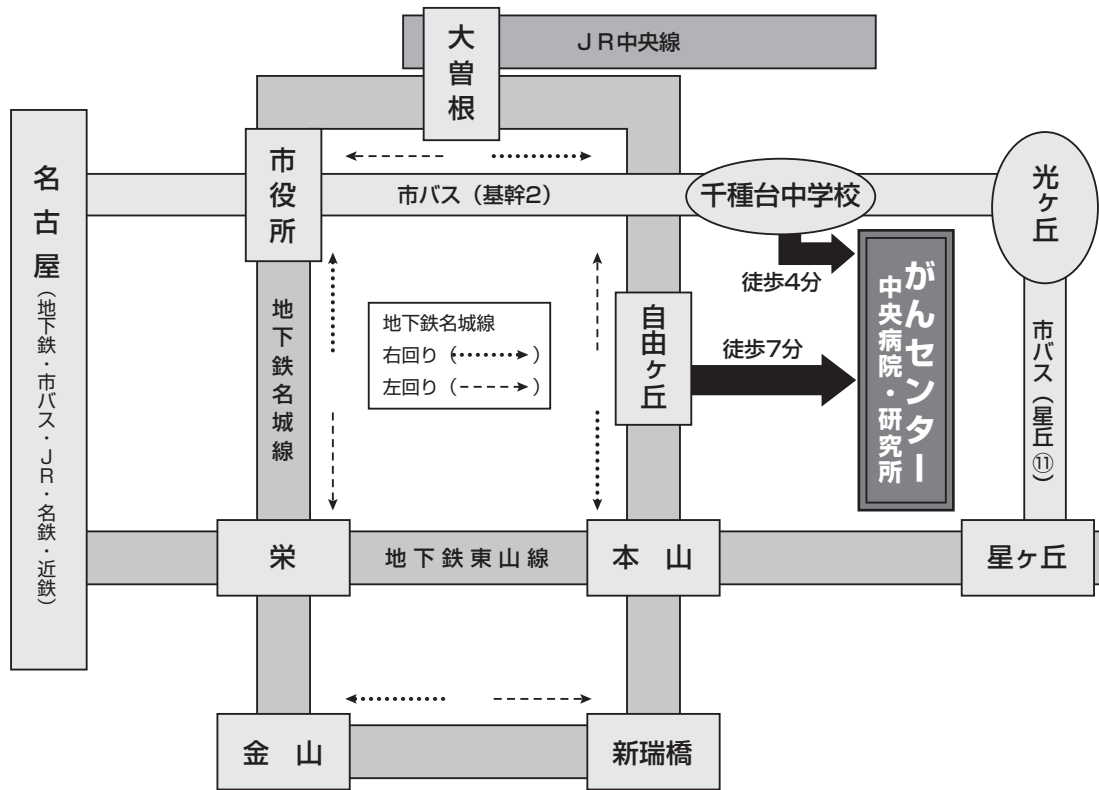 大曽根
JR中央線
名古屋(地下鉄・市バス・JR・名鉄・近鉄)
市役所
市バス(基幹2)
千種台中学校
光ヶ丘
徒歩4分
地下鉄名城線
地下鉄名城線
右回り( )
左回り( )
自由ヶ丘
徒歩7分
がんセンター
中央病院・研究所
市バス(星丘⑪)
栄
地下鉄東山線
本 山
星ヶ丘
金 山
新瑞橋